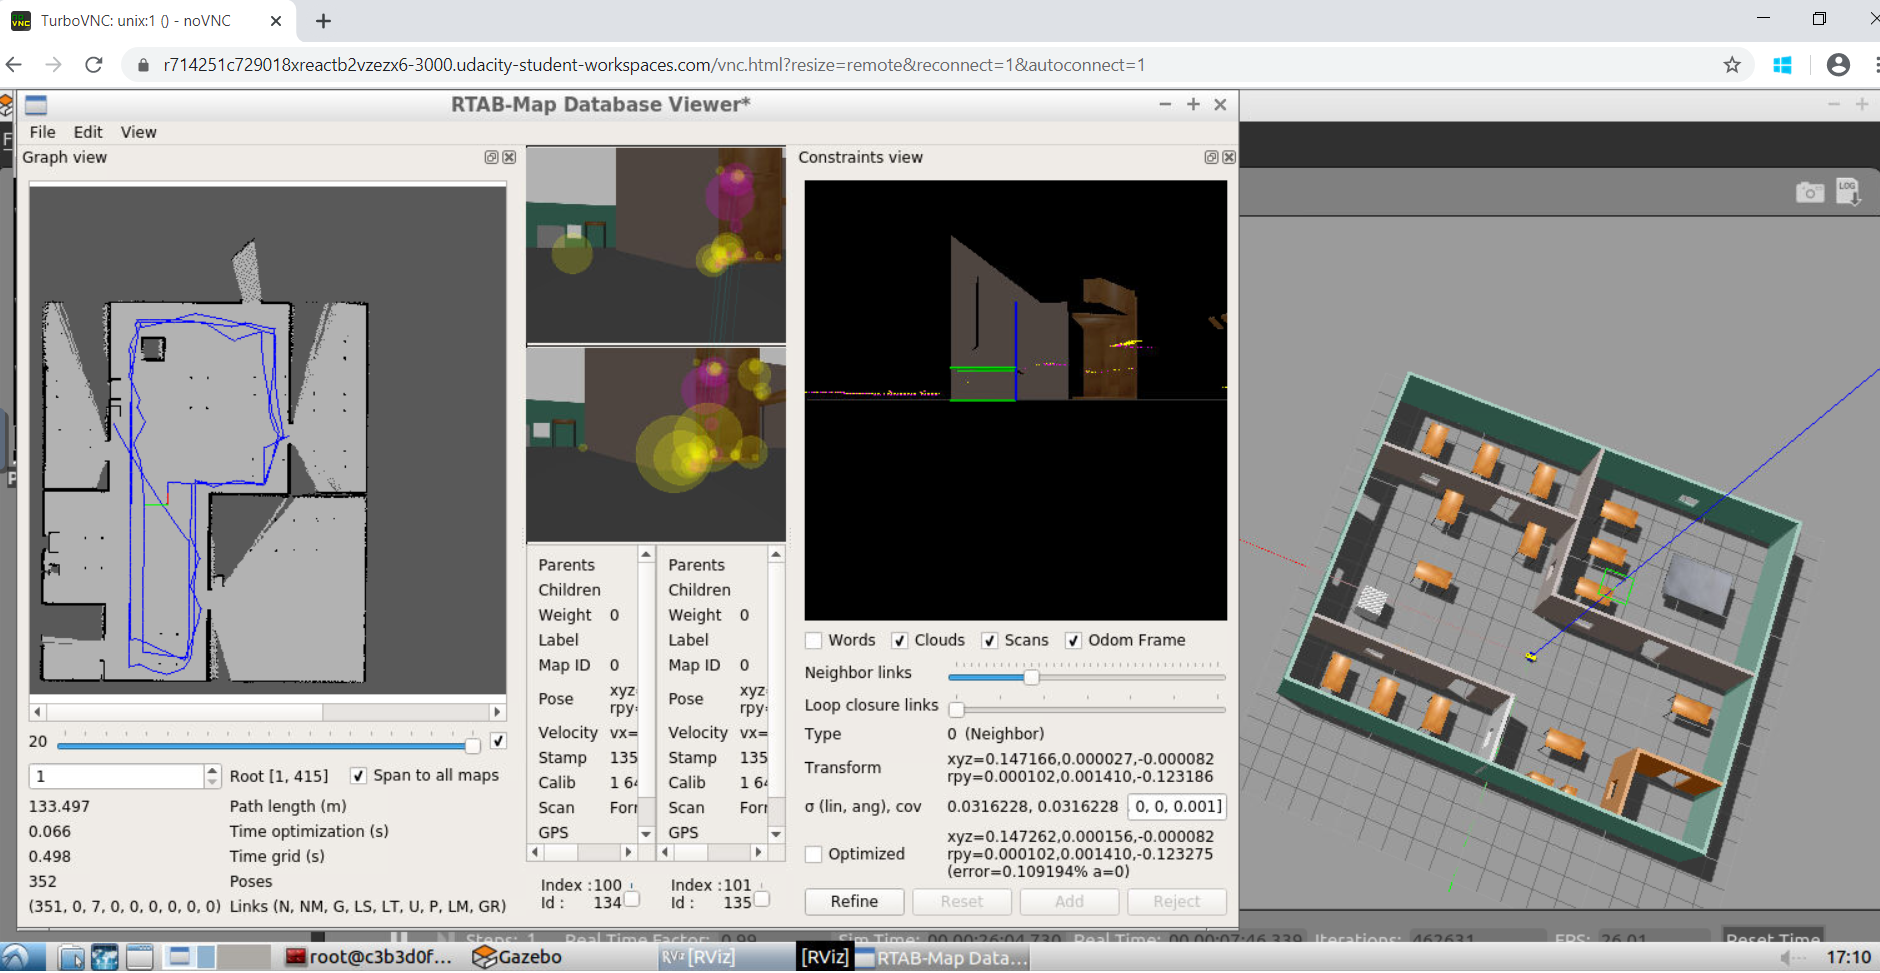 TurboVNC: unix:1 () - noVNC
r714251c729018xreactb2vzezx6-3000.udacity-student-workspaces.com/vnc.html?resize=remote&reconnect=1&autoconnect=1
RTAB-Map Database Viewer*
File Edit View
Graph view
Constraints view
LOG
Words Clouds Scans Odom Frame
Neighbor links
Loop closure links
Type 0 (Neighbor)
Transform xyz=0.147166,0.000027,-0.000082
rpy=0.000102,0.001410,-0.123186
σ (lin, ang), cov 0.0316228, 0.0316228 0, 0, 0.001]
Optimized xyz=0.147262,0.000156,-0.000082
rpy=0.000102,0.001410,-0.123275
(error=0.109194% a=0)
Refine Reset Add Reject
Parents Parents
Children Children
Weight 0 Weight 0
Label Label
Map ID 0 Map ID 0
Pose xyz= rpy= Pose xyz= rpy=
Velocity vx= Velocity vx=
Stamp 135 Stamp 135
Calib 1 64 Calib 1 64
Scan Forr Scan Forr
GPS GPS
Index : 100 Index : 101
Id : 134 Id : 135
20
1 Root [1, 415] Span to all maps
133.497 Path length (m)
0.066 Time optimization (s)
0.498 Time grid (s)
352 Poses
(351, 0, 7, 0, 0, 0, 0, 0, 0) Links (N, NM, G, LS, LT, U, P, LM, GR)
Steps: 1 Real Time Factor: 0.99 Sim Time: 00 00:26:04.730 Real Time: 00 00:07:46.339 Iterations: 462631 FPS: 26.01 Reset Time
root@c3b3d0f... Gazebo RViz [RViz] [RViz] RTAB-Map Data... 17:10